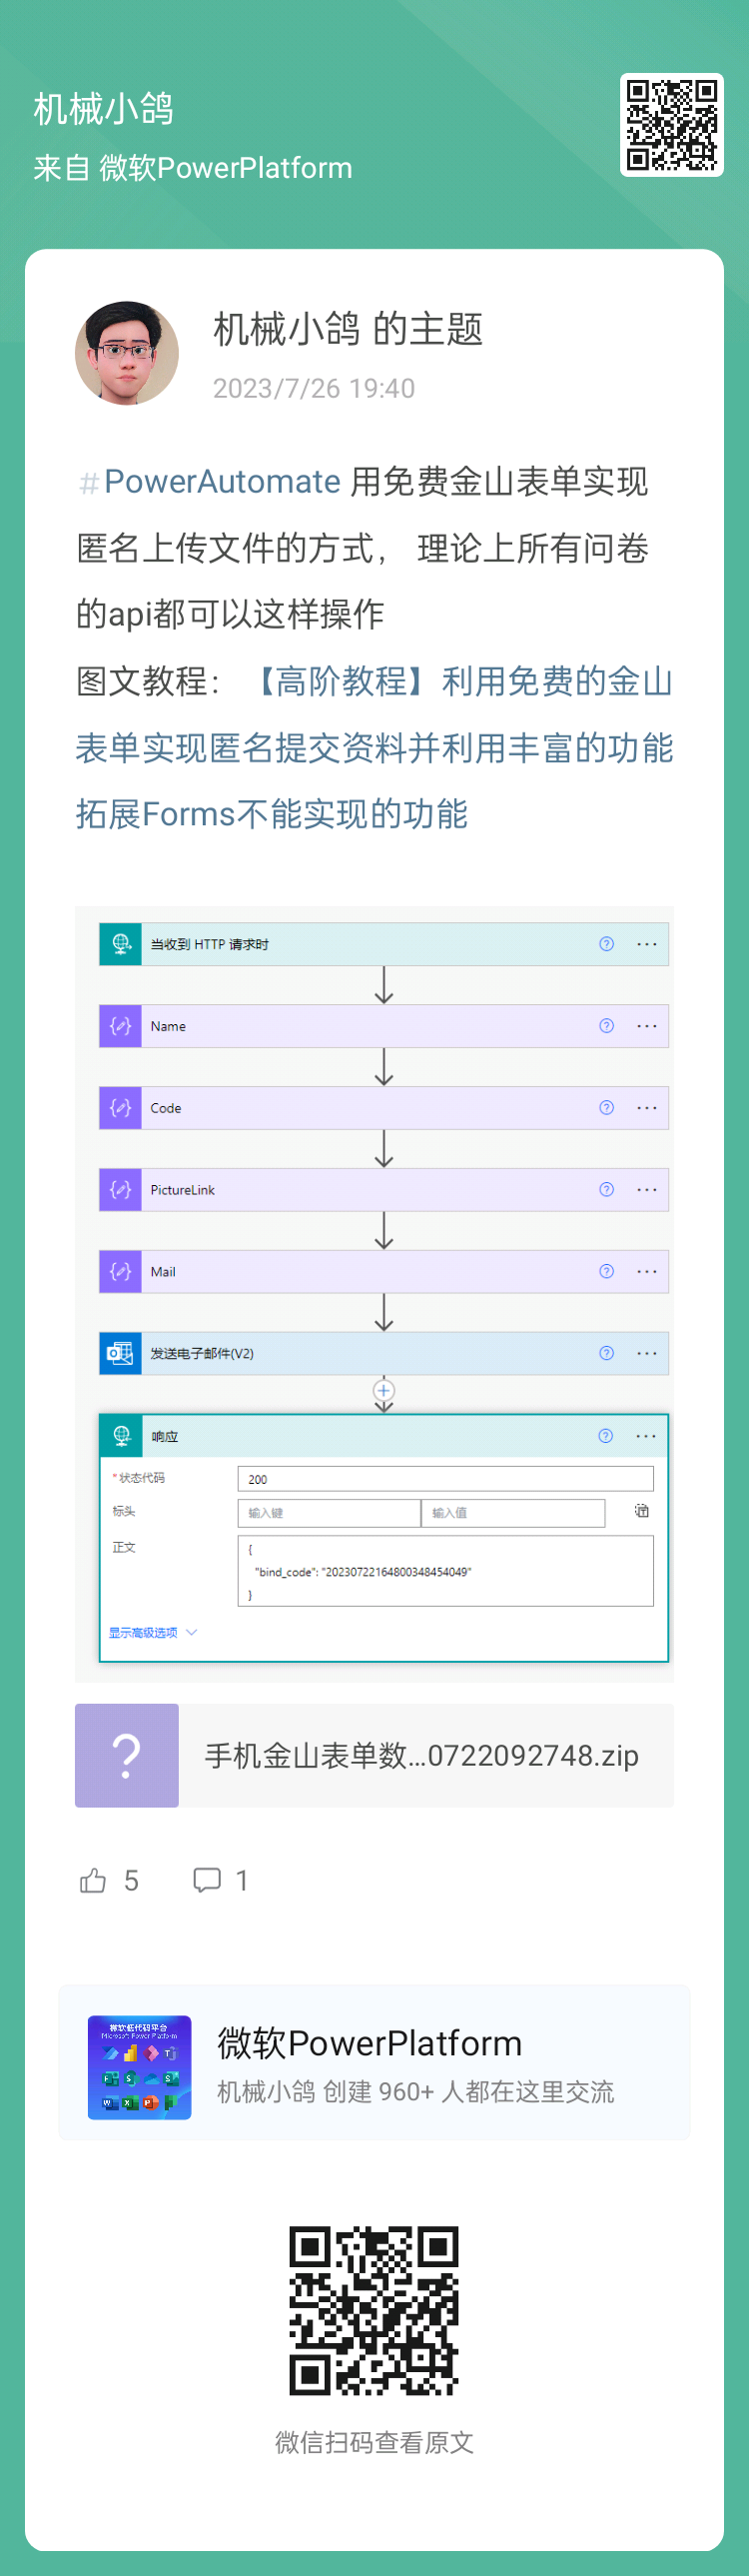 机械小鸽
来自 微软PowerPlatform
机械小鸽 的主题
2023/7/26 19:40
#PowerAutomate 用免费金山表单实现
匿名上传文件的方式， 理论上所有问卷
的api都可以这样操作
图文教程：【高阶教程】利用免费的金山
表单实现匿名提交资料并利用丰富的功能
拓展Forms不能实现的功能
当收到 HTTP 请求时
Name
Code
PictureLink
Mail
发送电子邮件(V2)
响应
*状态代码 200
标头 输入键 输入值
正文 {
"bind_code": "20230722164800348454049"
}
显示高级选项
手机金山表单数...0722092748.zip
5 1
微软低代码平台
Microsoft Power Platform
微软PowerPlatform
机械小鸽 创建 960+ 人都在这里交流
微信扫码查看原文